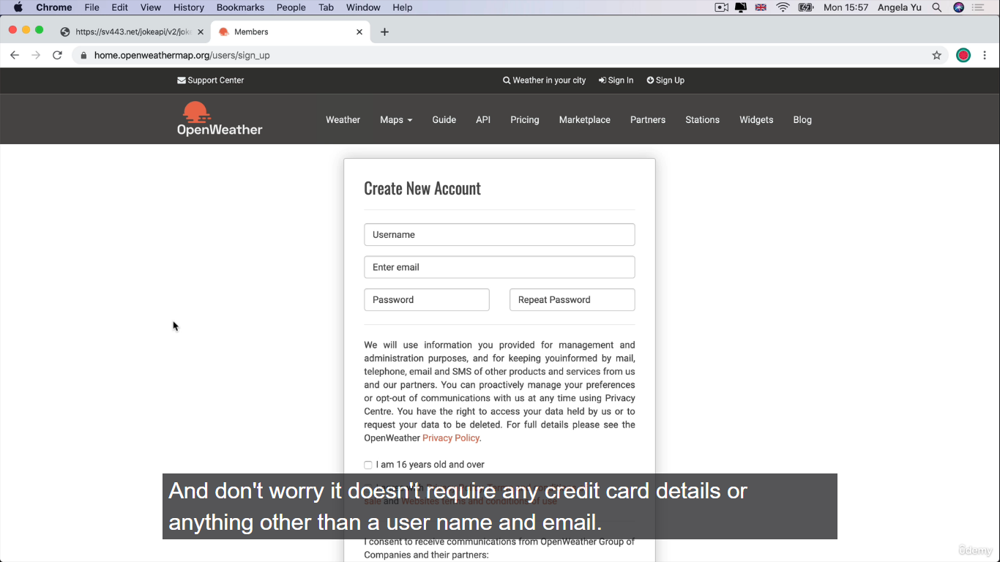 Chrome File Edit View History Bookmarks People Tab Window Help Mon 15:57 Angela Yu
https://sv443.net/jokeapi/v2/joke Members
home.openweathermap.org/users/sign_up
Support Center Weather in your city Sign In Sign Up
OpenWeather Weather Maps Guide API Pricing Marketplace Partners Stations Widgets Blog
Create New Account
Username
Enter email
Password Repeat Password
We will use information you provided for management and
administration purposes, and for keeping youinformed by mail,
telephone, email and SMS of other products and services from us
and our partners. You can proactively manage your preferences
or opt-out of communications with us at any time using Privacy
Centre. You have the right to access your data held by us or to
request your data to be deleted. For full details please see the
OpenWeather Privacy Policy.
I am 16 years old and over
And don't worry it doesn't require any credit card details or
sale and Websites terms and conditions of use
anything other than a user name and email.
I consent to receive communications from OpenWeather Group of
Companies and their partners:
ûdemy